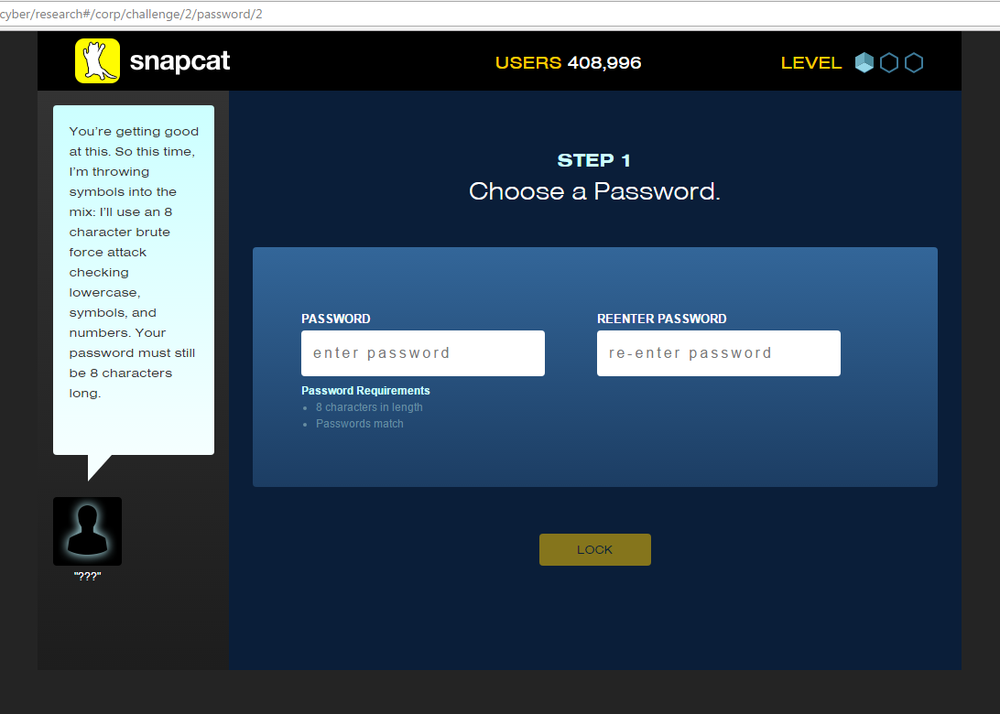 cyber/research#/corp/challenge/2/password/2
snapcat
USERS 408,996
LEVEL
You're getting good
at this. So this time,
I'm throwing
symbols into the
mix: I'll use an 8
character brute
force attack
checking
lowercase,
symbols, and
numbers. Your
password must still
be 8 characters
long.
"???"
STEP 1
Choose a Password.
PASSWORD
enter password
Password Requirements
• 8 characters in length
• Passwords match
REENTER PASSWORD
re-enter password
LOCK